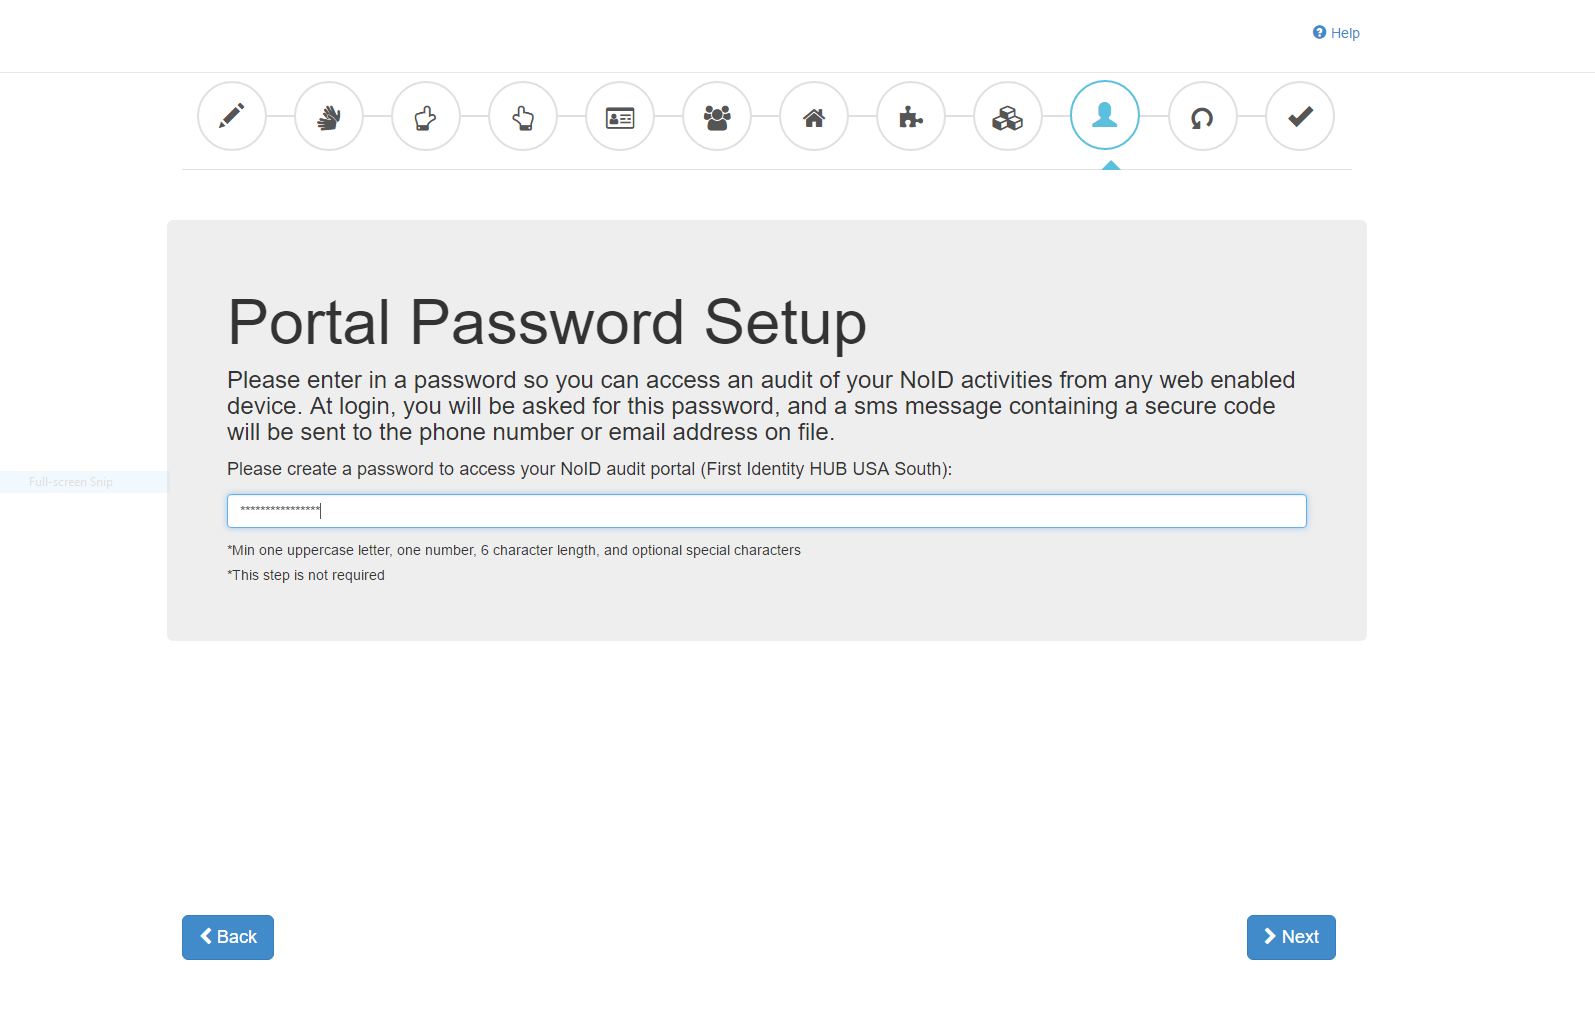 Help
Portal Password Setup
Please enter in a password so you can access an audit of your NoID activities from any web enabled
device. At login, you will be asked for this password, and a sms message containing a secure code
will be sent to the phone number or email address on file.
Please create a password to access your NoID audit portal (First Identity HUB USA South):
Full-screen Snip
****************
*Min one uppercase letter, one number, 6 character length, and optional special characters
*This step is not required
Back
Next